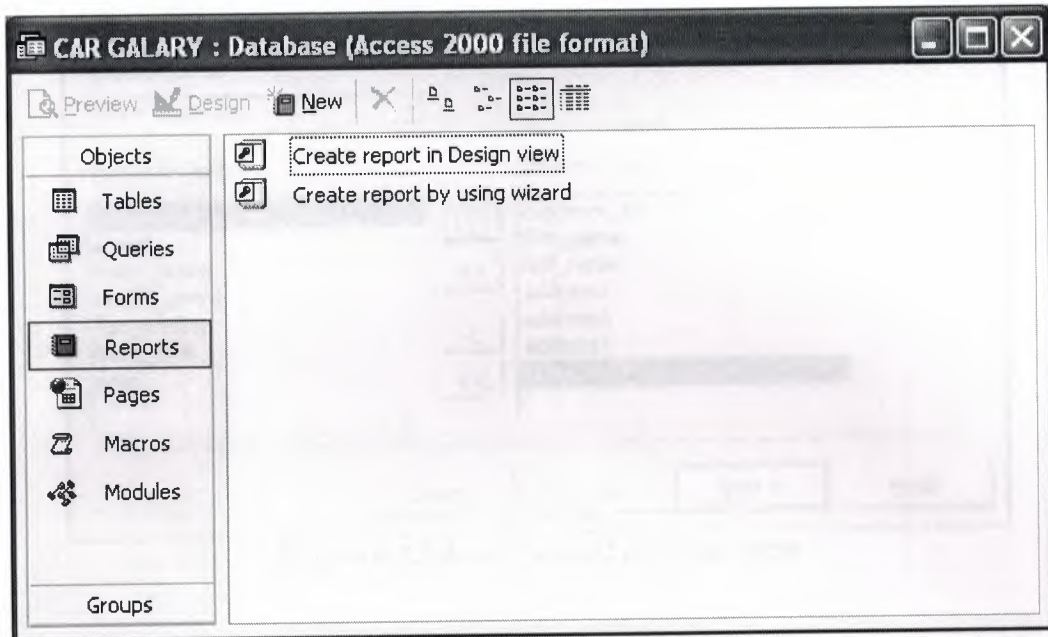 CAR GALARY : Database (Access 2000 file format)
Preview Design New
Objects
Tables
Queries
Forms
Reports
Pages
Macros
Modules
Groups
Create report in Design view
Create report by using wizard